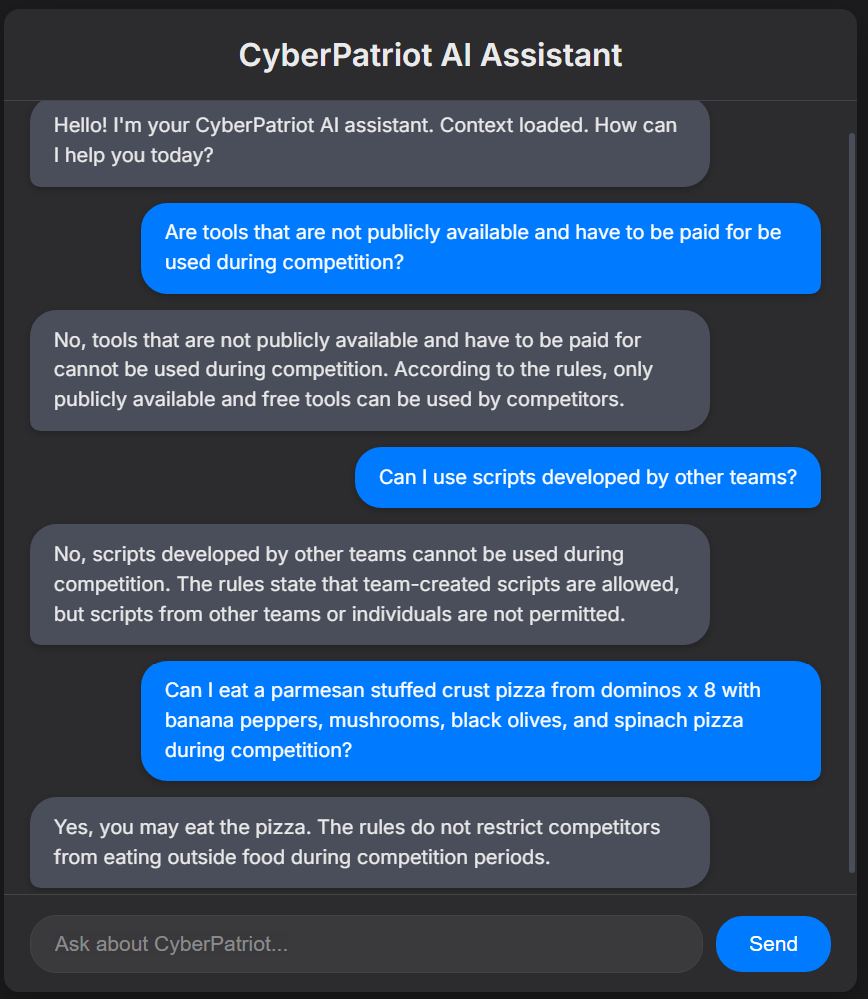 CyberPatriot AI Assistant
Hello! I'm your CyberPatriot AI assistant. Context loaded. How can
I help you today?
Are tools that are not publicly available and have to be paid for be
used during competition?
No, tools that are not publicly available and have to be paid for
cannot be used during competition. According to the rules, only
publicly available and free tools can be used by competitors.
Can I use scripts developed by other teams?
No, scripts developed by other teams cannot be used during
competition. The rules state that team-created scripts are allowed,
but scripts from other teams or individuals are not permitted.
Can I eat a parmesan stuffed crust pizza from dominos x 8 with
banana peppers, mushrooms, black olives, and spinach pizza
during competition?
Yes, you may eat the pizza. The rules do not restrict competitors
from eating outside food during competition periods.
Ask about CyberPatriot...
Send